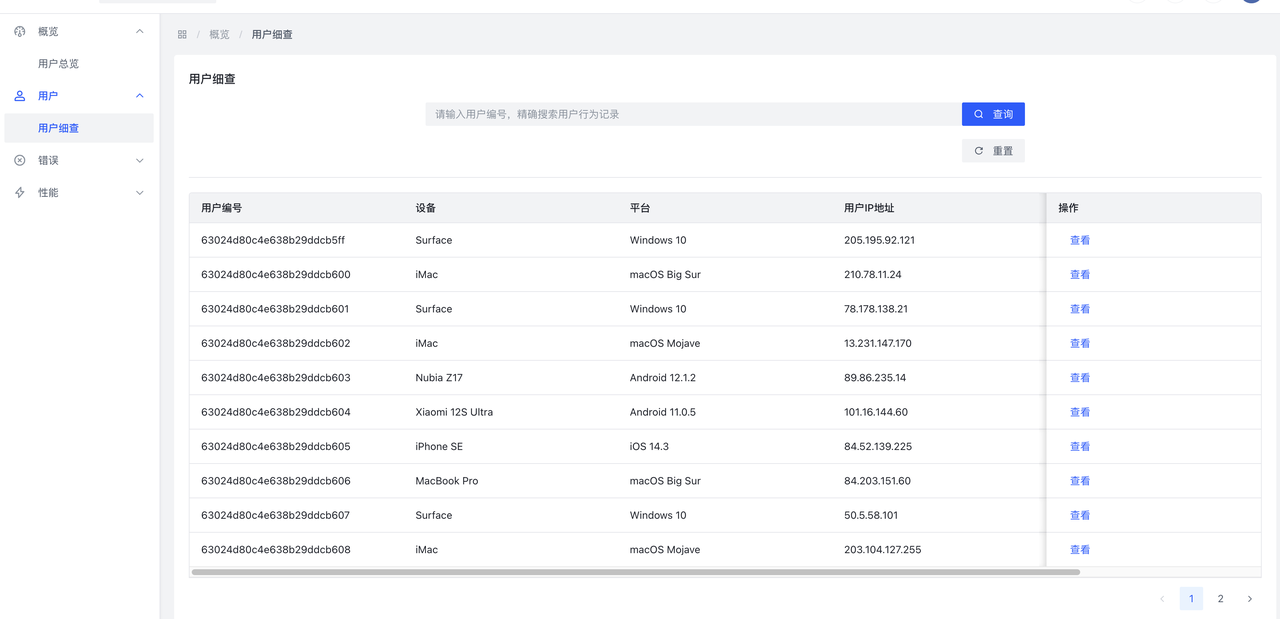 概览
用户总览
用户
用户细查
错误
性能
/ 概览 / 用户细查
用户细查
请输入用户编号，精确搜索用户行为记录
查询
重置
用户编号 设备 平台 用户IP地址 操作
63024d80c4e638b29ddcb5ff Surface Windows 10 205.195.92.121 查看
63024d80c4e638b29ddcb600 iMac macOS Big Sur 210.78.11.24 查看
63024d80c4e638b29ddcb601 Surface Windows 10 78.178.138.21 查看
63024d80c4e638b29ddcb602 iMac macOS Mojave 13.231.147.170 查看
63024d80c4e638b29ddcb603 Nubia Z17 Android 12.1.2 89.86.235.14 查看
63024d80c4e638b29ddcb604 Xiaomi 12S Ultra Android 11.0.5 101.16.144.60 查看
63024d80c4e638b29ddcb605 iPhone SE iOS 14.3 84.52.139.225 查看
63024d80c4e638b29ddcb606 MacBook Pro macOS Big Sur 84.203.151.60 查看
63024d80c4e638b29ddcb607 Surface Windows 10 50.5.58.101 查看
63024d80c4e638b29ddcb608 iMac macOS Mojave 203.104.127.255 查看
1 2